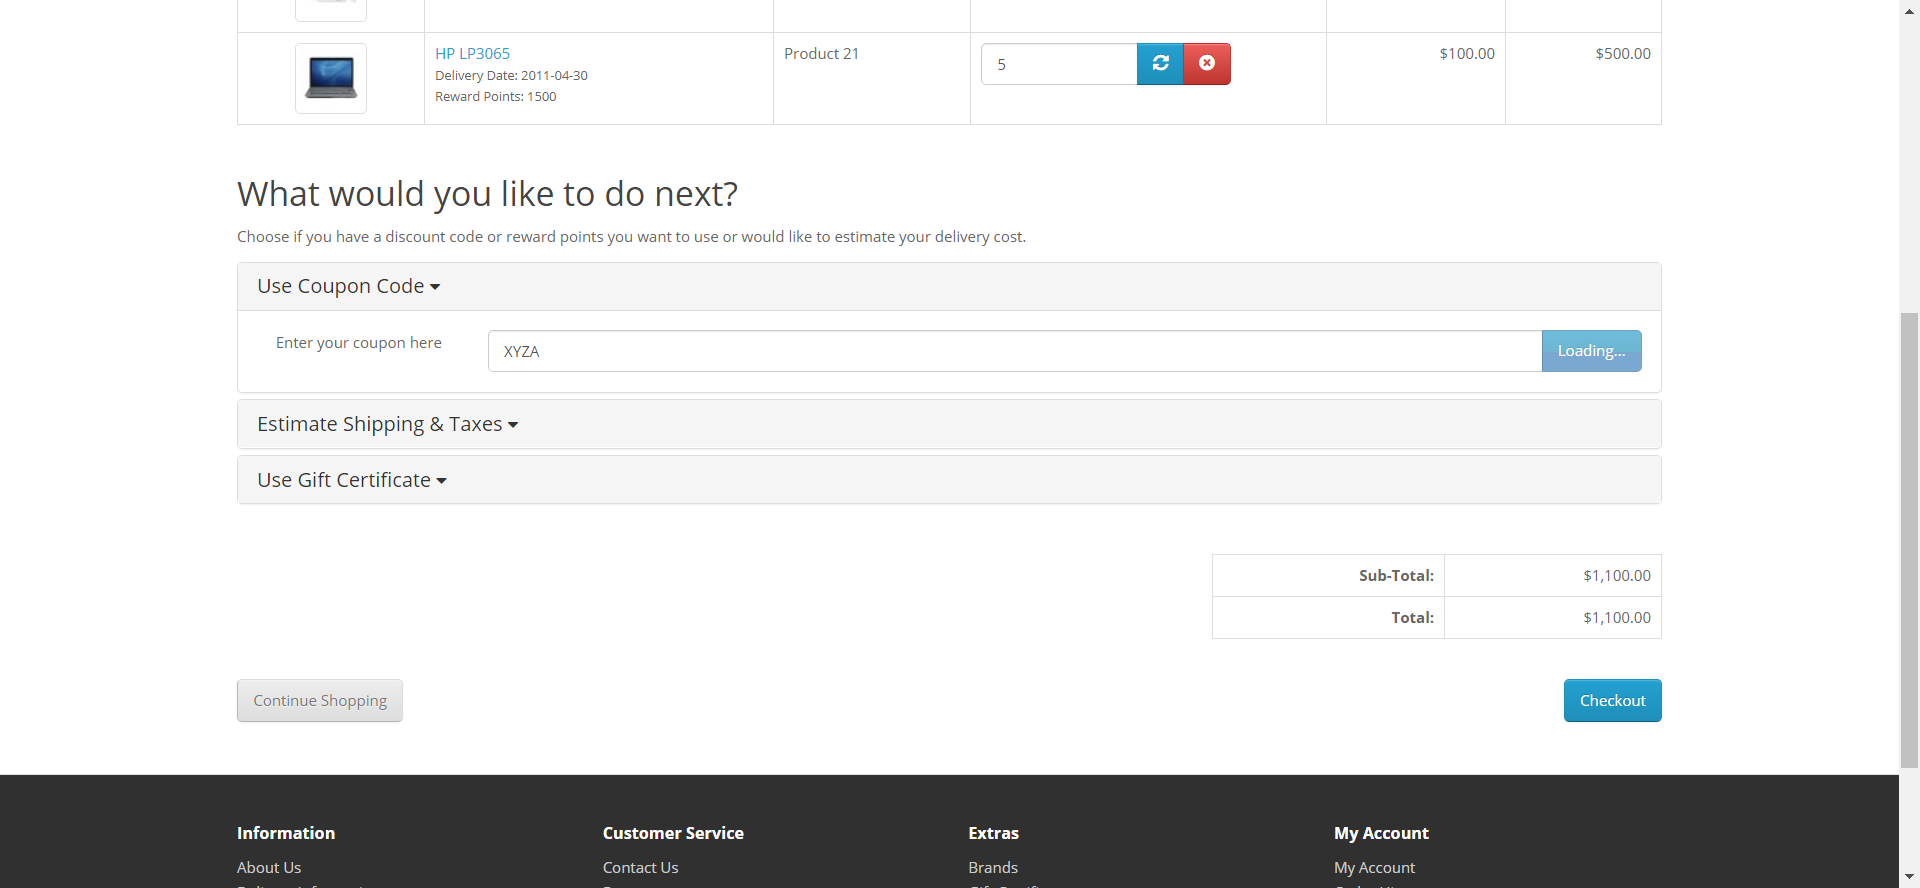 HP LP3065
Delivery Date: 2011-04-30
Reward Points: 1500
Product 21
5
$100.00
$500.00
What would you like to do next?
Choose if you have a discount code or reward points you want to use or would like to estimate your delivery cost.
Use Coupon Code
Enter your coupon here
XYZA
Loading...
Estimate Shipping & Taxes
Use Gift Certificate
Sub-Total: $1,100.00
Total: $1,100.00
Continue Shopping
Checkout
Information
About Us
Customer Service
Contact Us
Extras
Brands
My Account
My Account